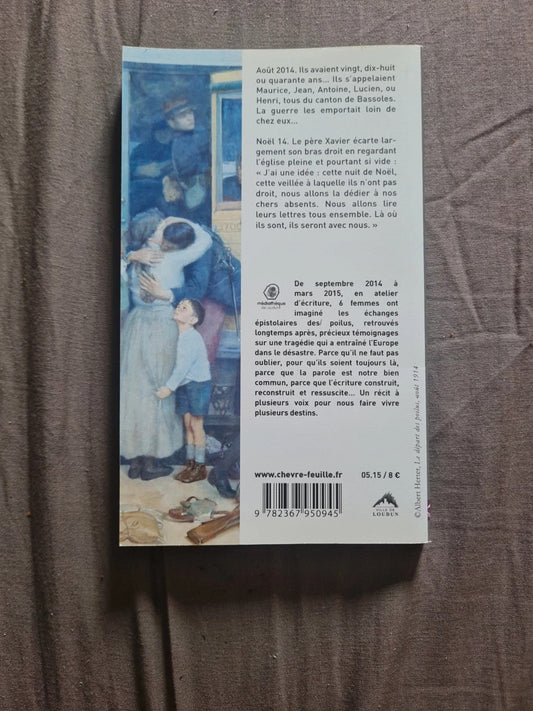 Août 2014. Ils avaient vingt, dix-huit
ou quarante ans... Ils s'appelaient
Maurice, Jean, Antoine, Lucien, ou
Henri, tous du canton de Bassoles.
La guerre les emportait loin de
chez eux...
Noël 14. Le père Xavier écarte lar-
gement son bras droit en regardant
l'église pleine et pourtant si vide :
« J'ai une idée : cette nuit de Noël,
cette veillée à laquelle ils n'ont pas
droit, nous allons la dédier à nos
chers absents. Nous allons lire
leurs lettres tous ensemble. Là où
ils sont, ils seront avec nous. »
médiathèque
De septembre 2014 à
mars 2015, en atelier
d'écriture, 6 femmes ont
imaginé les échanges
épistolaires des/ poilus, retrouvés
longtemps après, précieux témoignages
sur une tragédie qui a entraîné l'Europe
dans le désastre. Parce qu'il ne faut pas
oublier, pour qu'ils soient toujours là,
parce que la parole est notre bien
commun, parce que l'écriture construit,
reconstruit et ressuscite... Un récit à
plusieurs voix pour nous faire vivre
plusieurs destins.
©Albert Herter, Le départ des poilus, août 1914
www.chevre-feuille.fr
05.15 / 8 €
9 782367 950945
VILLE DE
LOUDUN